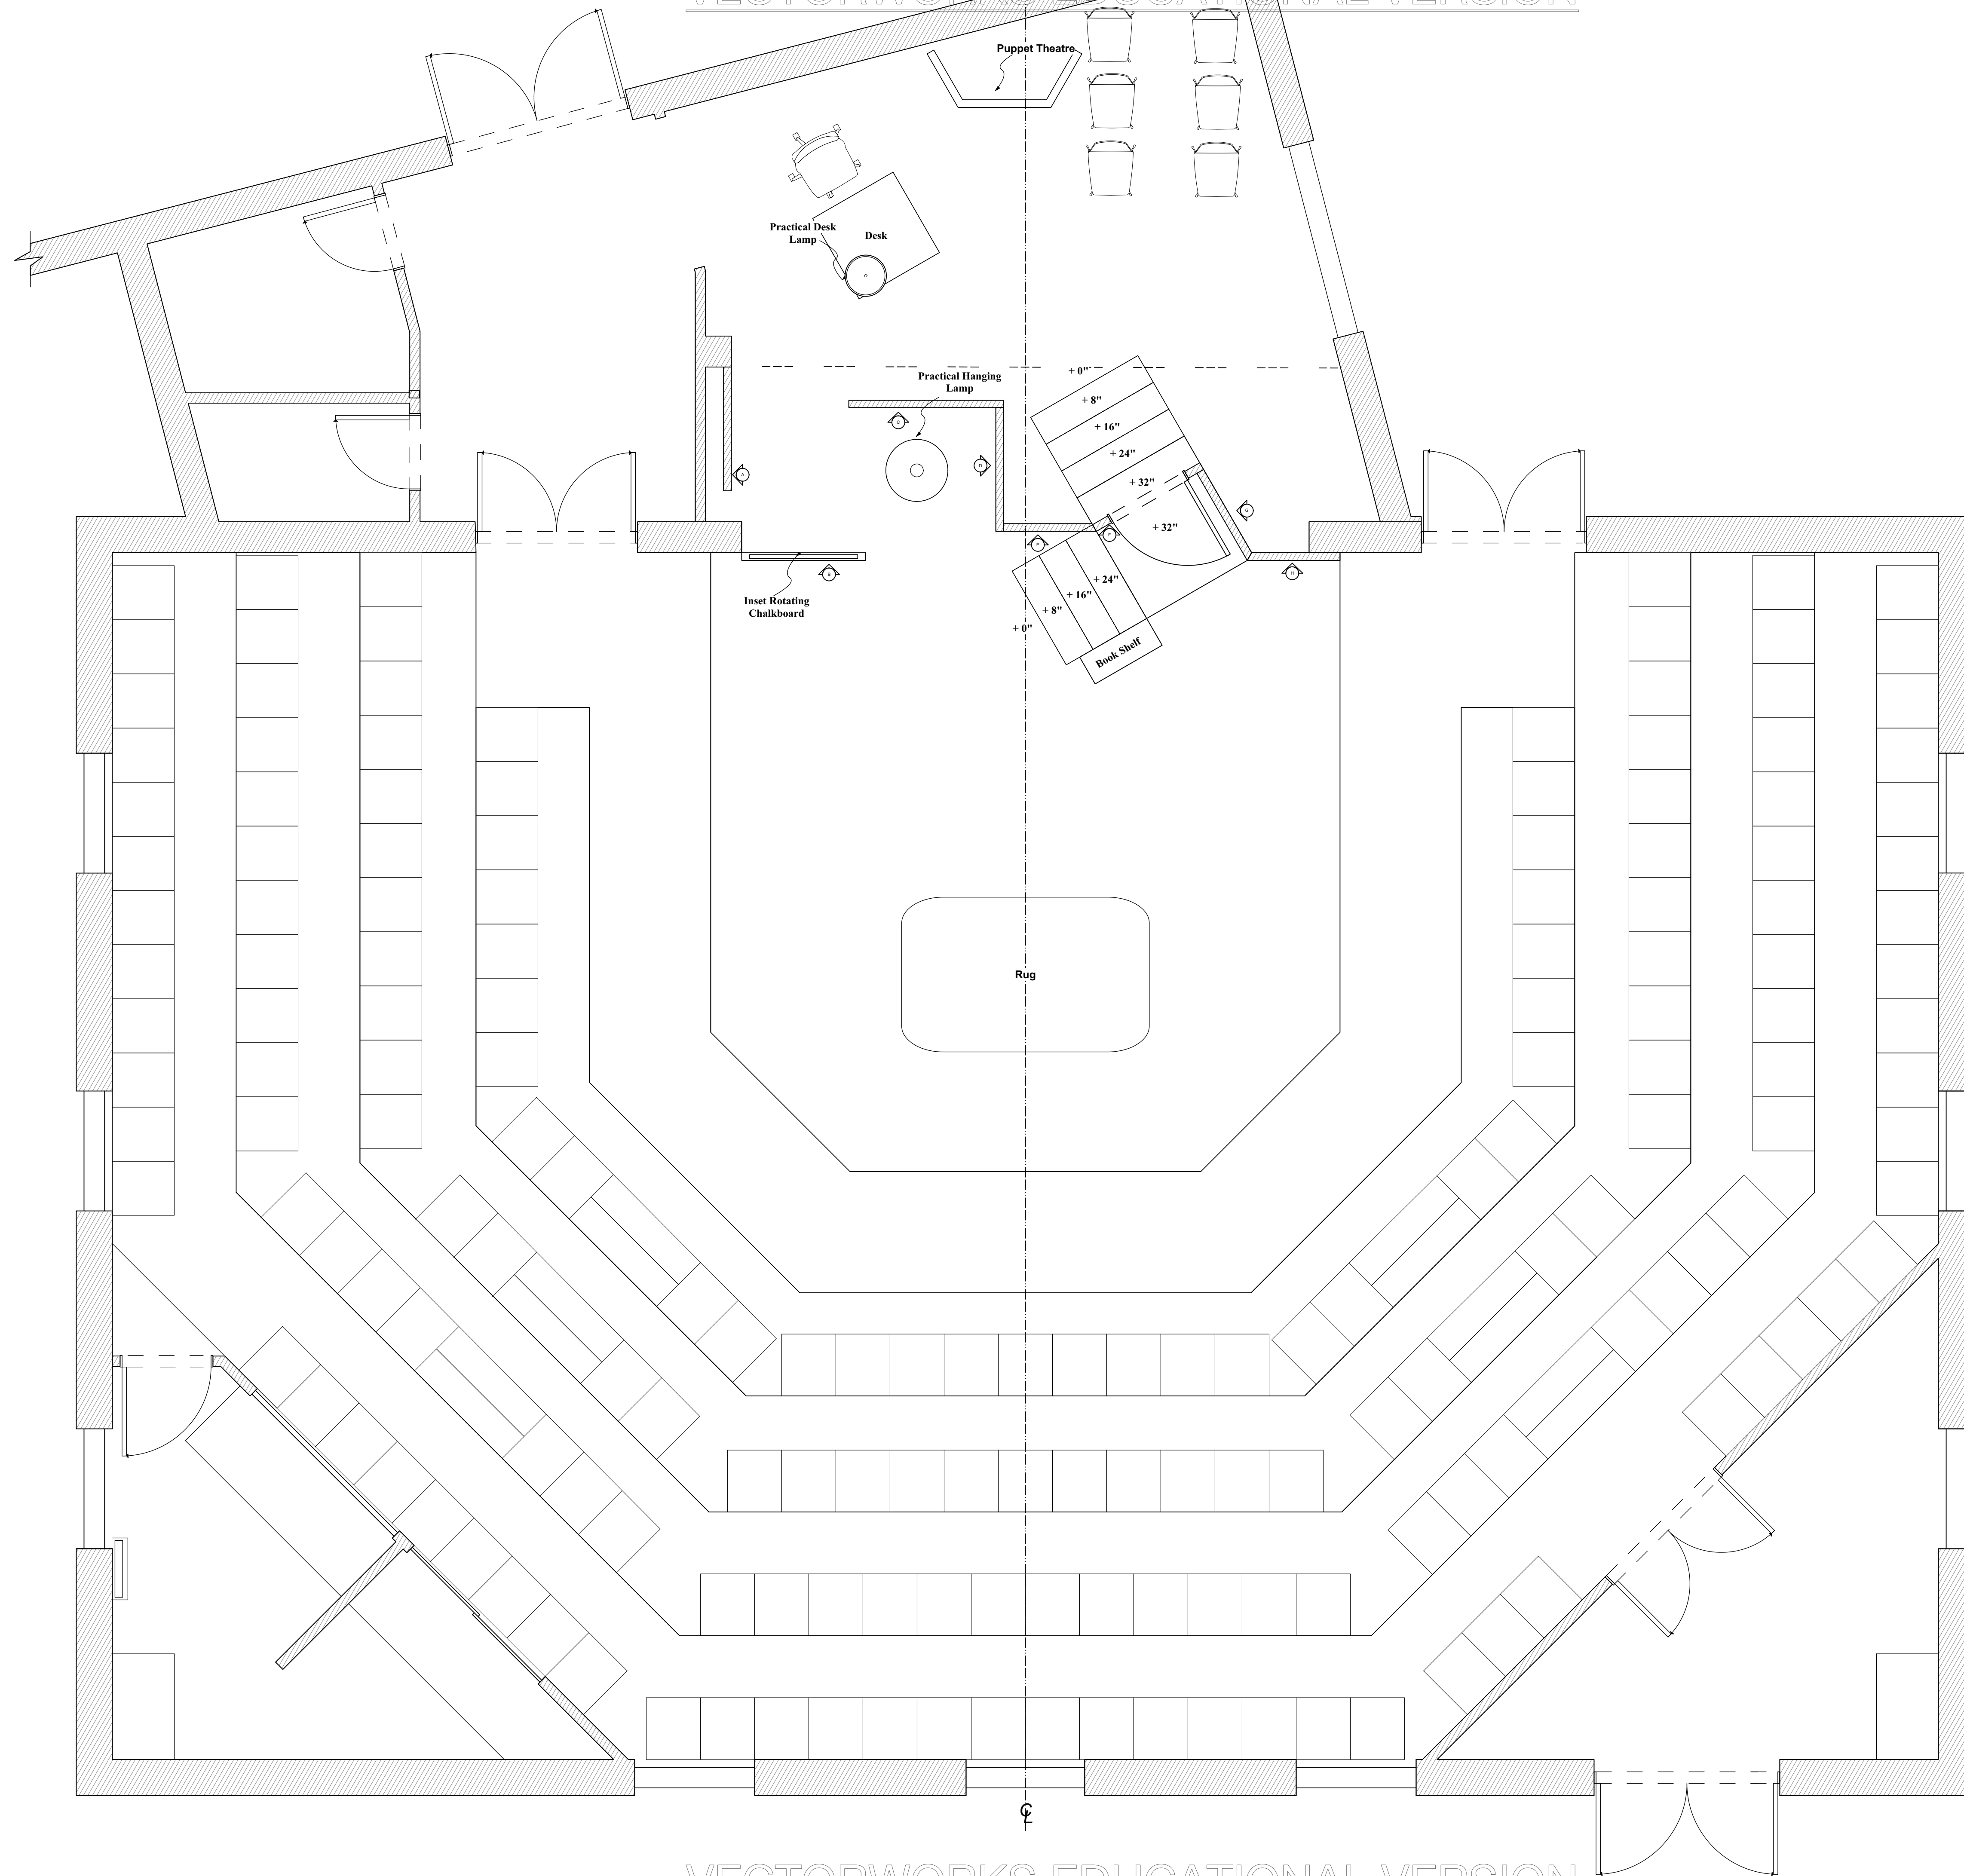 VECTORWORKS EDUCATIONAL VERSION
Puppet Theatre
Practical Desk
Lamp
Desk
+ 0"
Practical Hanging
Lamp
+ 8"
+ 16"
+ 24"
+ 32"
+ 32"
C
D
A
G
F
E
B
H
+ 24"
+ 16"
+ 8"
+ 0"
Inset Rotating
Chalkboard
Book Shelf
Rug
CL
VECTORWORKS EDUCATIONAL VERSION